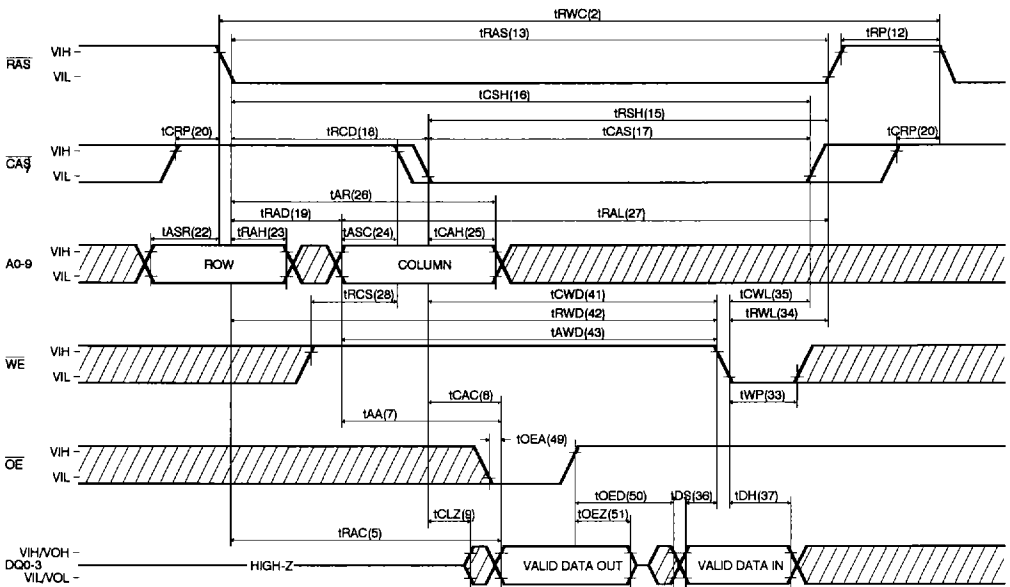 tRWC(2)
tRAS(13) tRP(12)
RAS VIH
VIL
tCSH(16)
tRSH(15)
tCRP(20) tRCD(18) tCAS(17) tCRP(20)
CAS VIH
VIL
tAR(26)
tRAD(19) tRAL(27)
tASR(22) tRAH(23) tASC(24) tCAH(25)
A0-9 VIH
VIL
ROW COLUMN
tRCS(28) tCWD(41) tCWL(35)
tRWD(42) tRWL(34)
tAWD(43)
WE VIH
VIL
tCAC(6) tWP(33)
tAA(7)
tOEA(49)
OE VIH
VIL
tOED(50) tDS(36) tDH(37)
tCLZ(9) tOEZ(51)
tRAC(5)
VIH/VOH
DQ0-3 HIGH-Z VALID DATA OUT VALID DATA IN
VIL/VOL